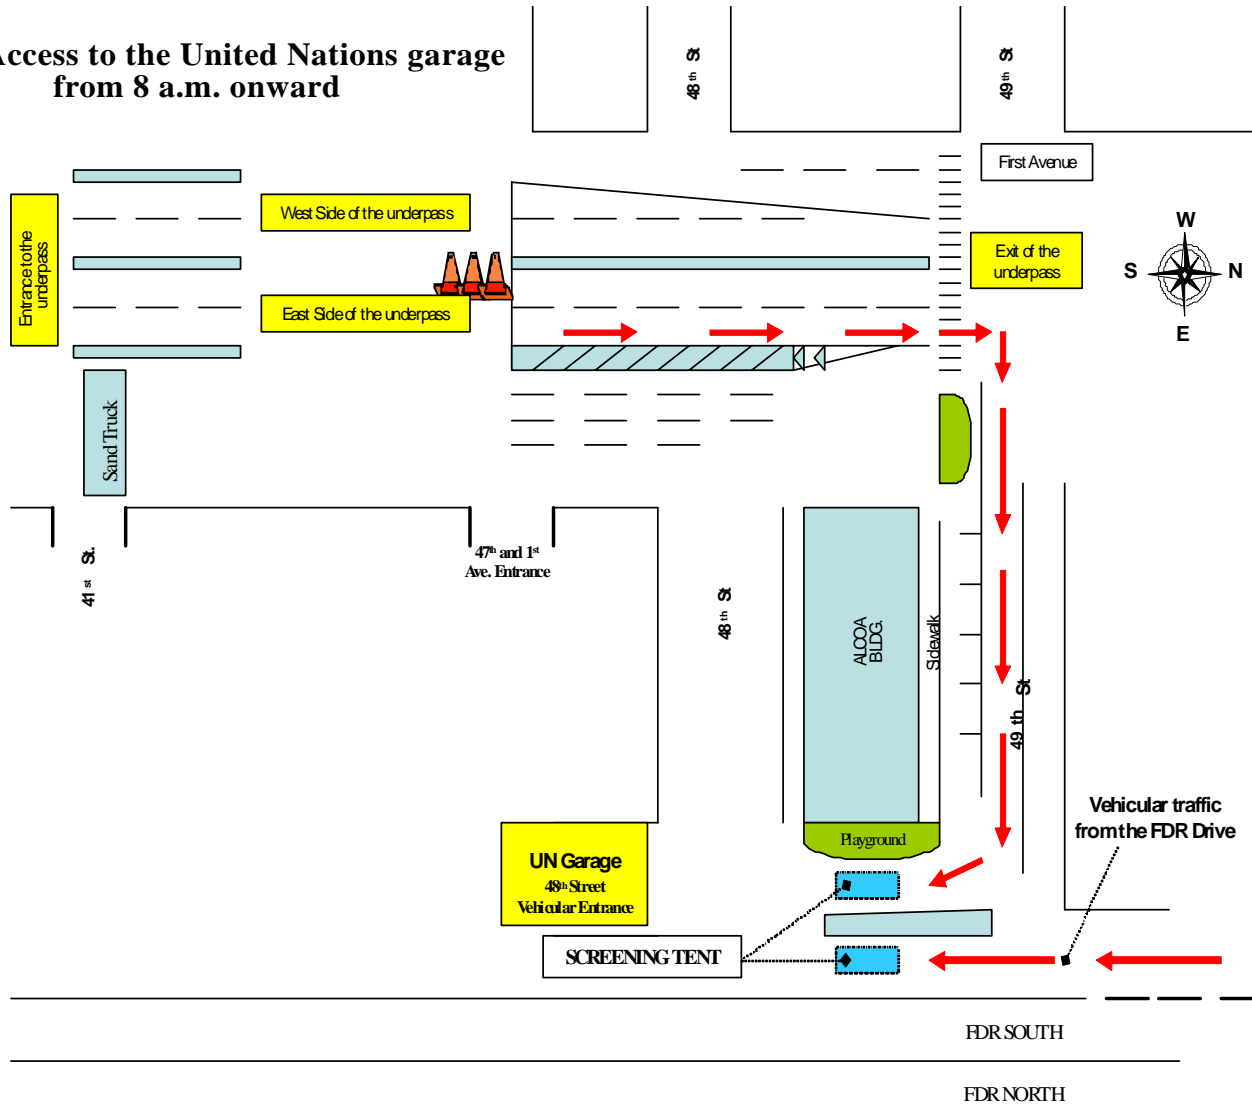 Access to the United Nations garage
from 8 a.m. onward
48th St
49th St
First Avenue
W
S
N
E
West Side of the underpass
Exit of the
underpass
Entrance to the
underpass
East Side of the underpass
Sand Truck
41st St.
47th and 1st
Ave. Entrance
48th St
ALCOA
BLDG.
Sidewalk
49 th St
Vehicular traffic
from the FDR Drive
Playground
UN Garage
48th Street
Vehicular Entrance
SCREENING TENT
FDR SOUTH
FDR NORTH